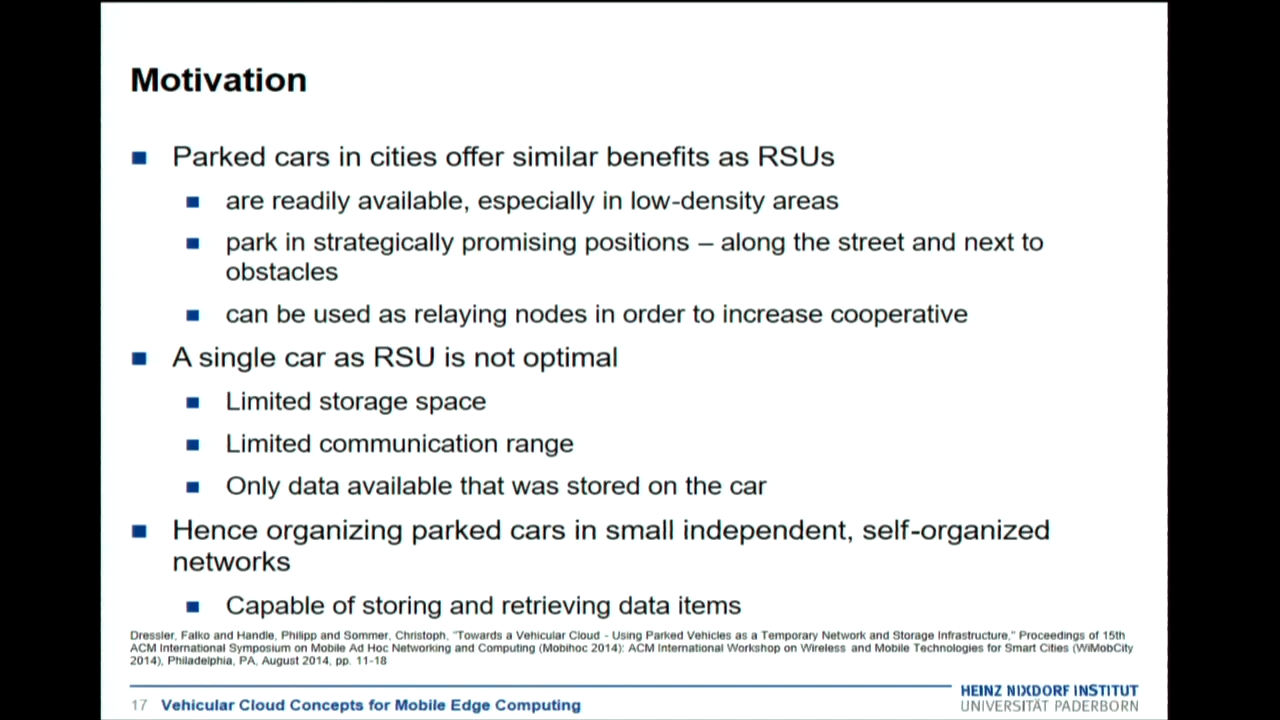 Motivation
Parked cars in cities offer similar benefits as RSUs
are readily available, especially in low-density areas
park in strategically promising positions – along the street and next to
obstacles
can be used as relaying nodes in order to increase cooperative
A single car as RSU is not optimal
Limited storage space
Limited communication range
Only data available that was stored on the car
Hence organizing parked cars in small independent, self-organized
networks
Capable of storing and retrieving data items
Dressler, Falko and Handle, Philipp and Sommer, Christoph, "Towards a Vehicular Cloud - Using Parked Vehicles as a Temporary Network and Storage Infrastructure," Proceedings of 15th
ACM International Symposium on Mobile Ad Hoc Networking and Computing (Mobihoc 2014): ACM International Workshop on Wireless and Mobile Technologies for Smart Cities (WiMobCity
2014), Philadelphia, PA, August 2014, pp. 11-18
17 Vehicular Cloud Concepts for Mobile Edge Computing
HEINZ NIXDORF INSTITUT
UNIVERSITÄT PADERBORN